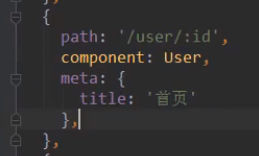 },
{
path: '/user/:id',
component: User,
meta: {
title: '首页'
},
},